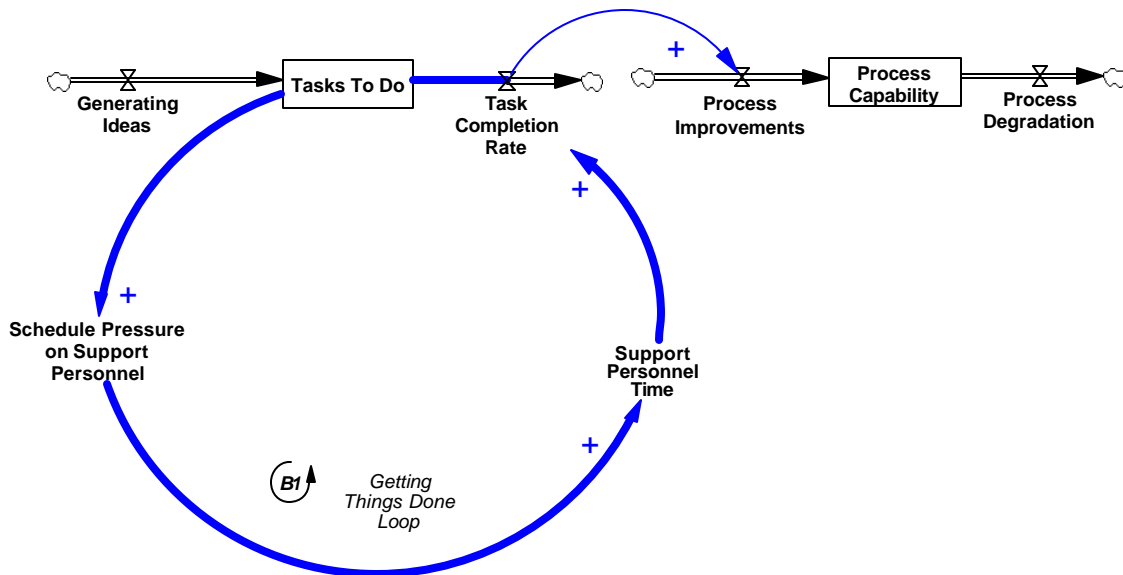 Tasks To Do
Generating
Ideas
Task
Completion
Rate
+
Process
Improvements
Process
Capability
Process
Degradation
+
+
Schedule Pressure
on Support
Personnel
Support
Personnel
Time
+
B1
Getting
Things Done
Loop